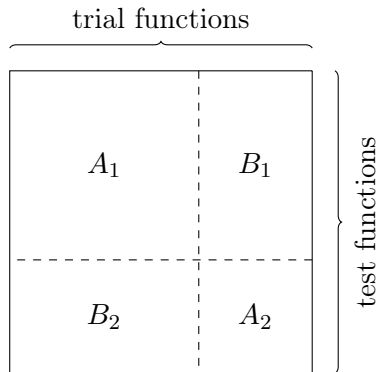 trial functions
A₁ B₁
test functions
B₂ A₂